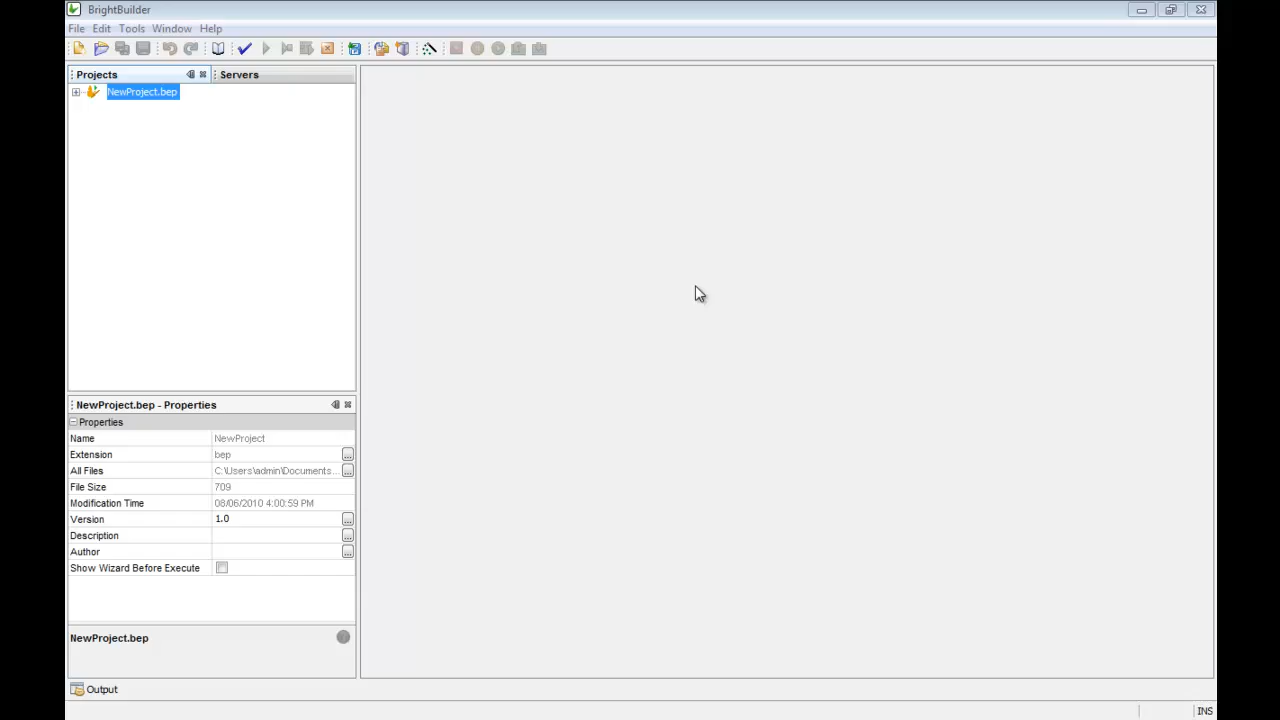 BrightBuilder
File Edit Tools Window Help
Projects
Servers
NewProject.bep
NewProject.bep - Properties
Properties
Name NewProject
Extension bep
All Files C:\Users\admin\Documents...
File Size 709
Modification Time 08/06/2010 4:00:59 PM
Version 1.0
Description
Author
Show Wizard Before Execute
NewProject.bep
Output
INS